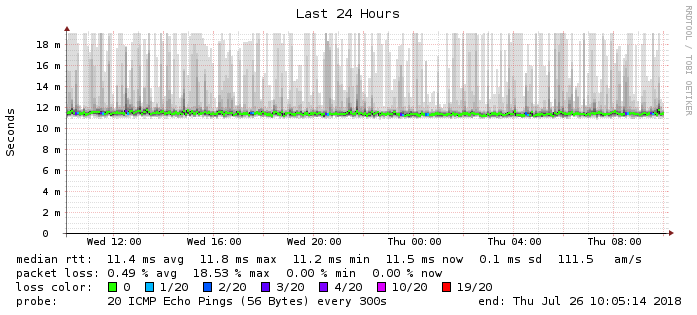 Last 24 Hours
RRDTOOL / TOBI OETIKER
Seconds
18 m
16 m
14 m
12 m
10 m
8 m
6 m
4 m
2 m
0
Wed 12:00 Wed 16:00 Wed 20:00 Thu 00:00 Thu 04:00 Thu 08:00
median rtt: 11.4 ms avg 11.8 ms max 11.2 ms min 11.5 ms now 0.1 ms sd 111.5 am/s
packet loss: 0.49 % avg 18.53 % max 0.00 % min 0.00 % now
loss color: 0 1/20 2/20 3/20 4/20 10/20 19/20
probe: 20 ICMP Echo Pings (56 Bytes) every 300s end: Thu Jul 26 10:05:14 2018